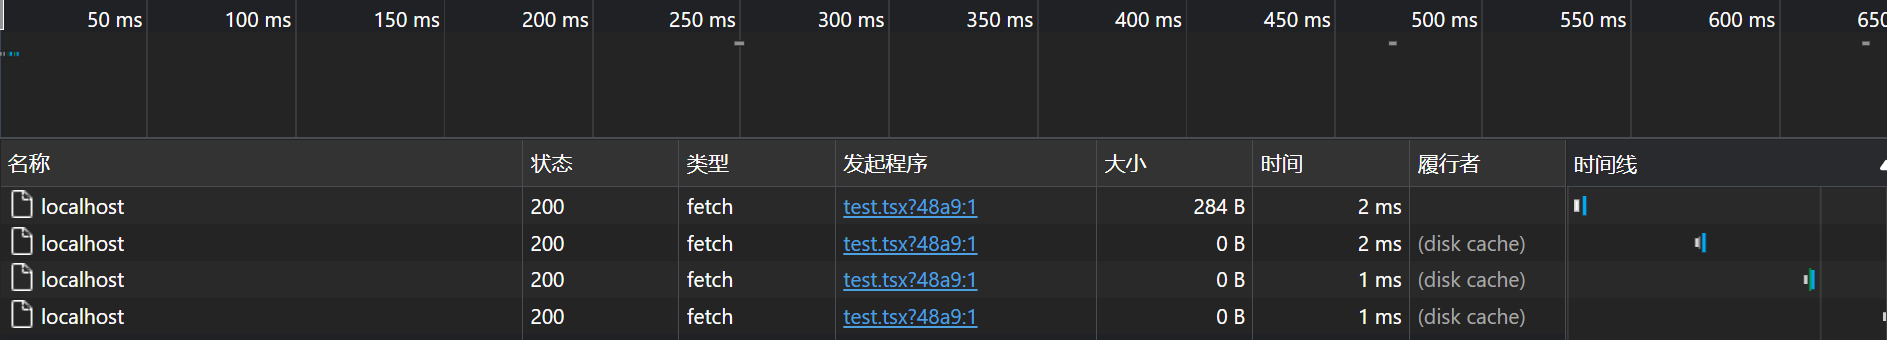 50 ms 100 ms 150 ms 200 ms 250 ms 300 ms 350 ms 400 ms 450 ms 500 ms 550 ms 600 ms 650
名称 状态 类型 发起程序 大小 时间 履行者 时间线
localhost 200 fetch test.tsx?48a9:1 284 B 2 ms
localhost 200 fetch test.tsx?48a9:1 0 B 2 ms (disk cache)
localhost 200 fetch test.tsx?48a9:1 0 B 1 ms (disk cache)
localhost 200 fetch test.tsx?48a9:1 0 B 1 ms (disk cache)